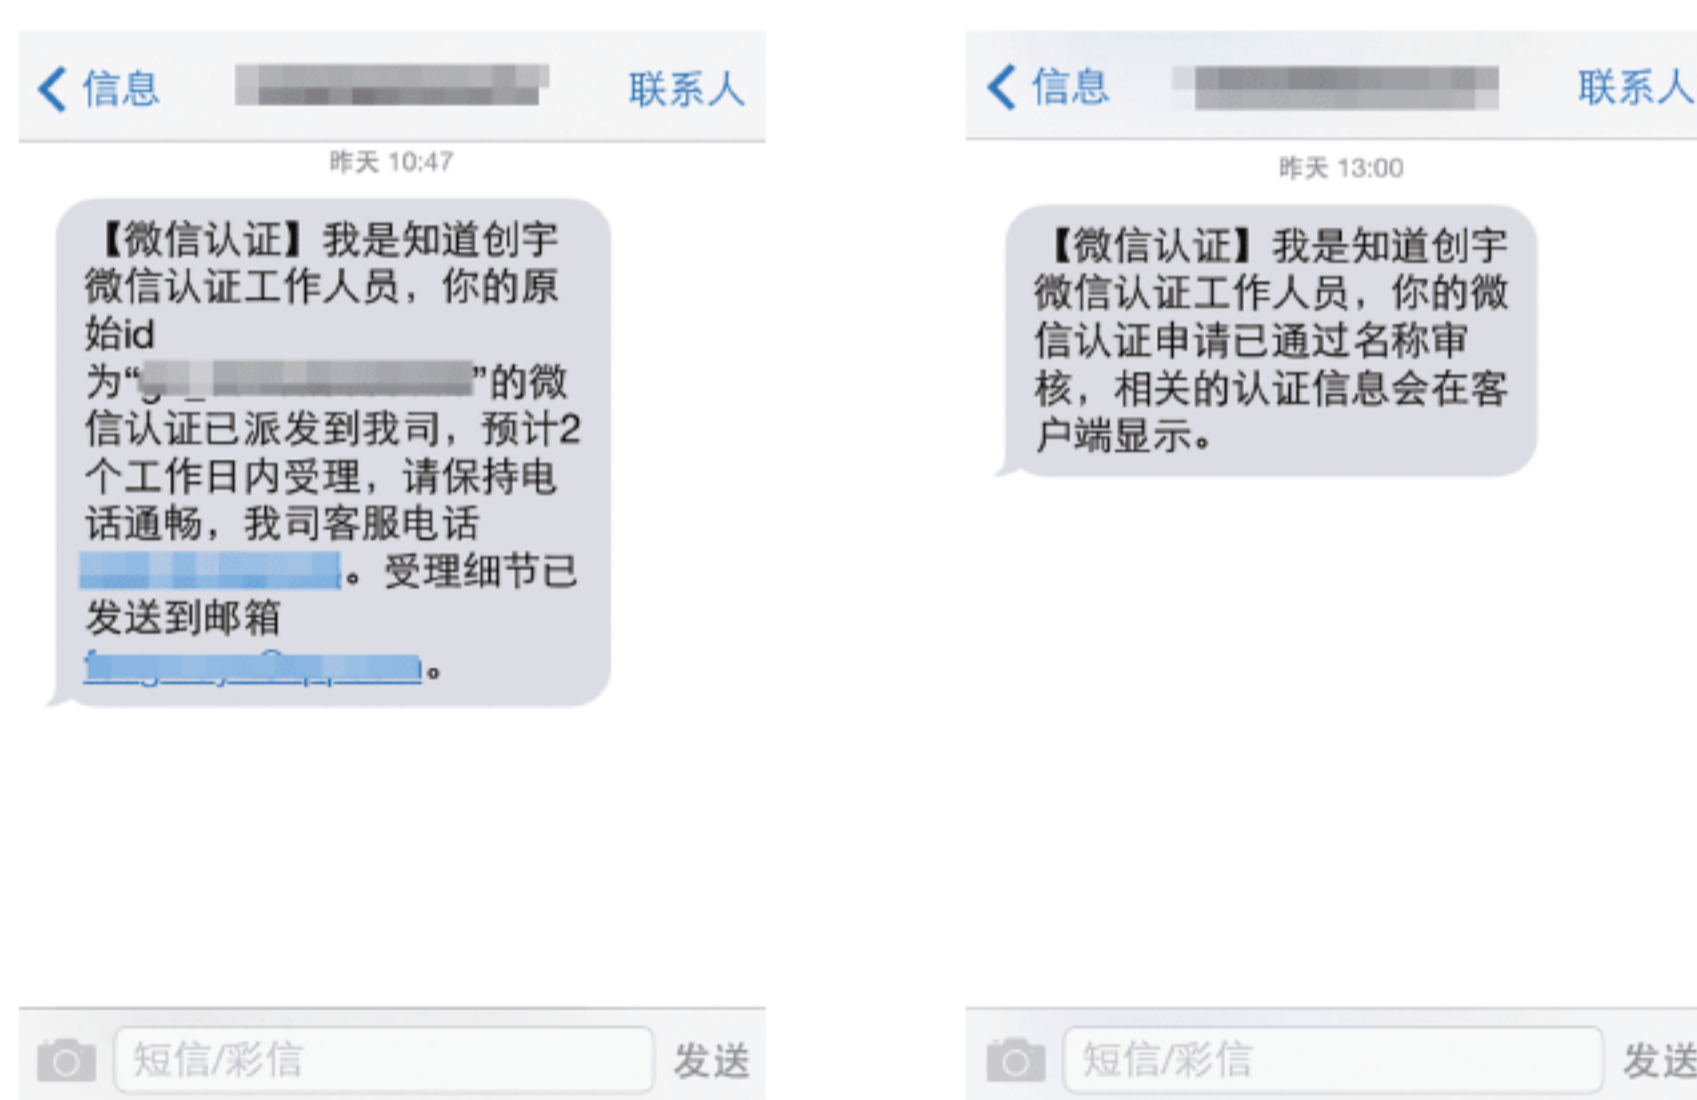 信息
联系人
昨天 10:47
【微信认证】我是知道创宇
微信认证工作人员，你的原
始id
为“
”的微
信认证已派发到我司，预计2
个工作日内受理，请保持电
话通畅，我司客服电话
。受理细节已
发送到邮箱
。
短信/彩信
发送
信息
联系人
昨天 13:00
【微信认证】我是知道创宇
微信认证工作人员，你的微
信认证申请已通过名称审
核，相关的认证信息会在客
户端显示。
短信/彩信
发送